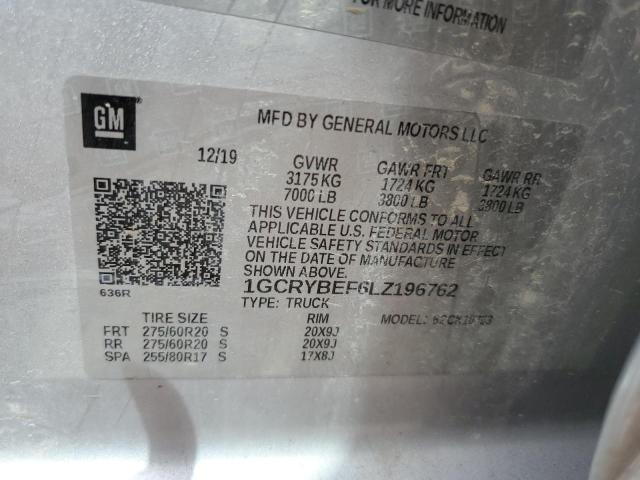 FOR MORE INFORMATION
GM
MFD BY GENERAL MOTORS LLC
12/19
GVWR GAWR FRT GAWR RR
3175 KG 1724 KG 1724 KG
7000 LB 3800 LB 3800 LB
THIS VEHICLE CONFORMS TO ALL
APPLICABLE U.S. FEDERAL MOTOR
VEHICLE SAFETY STANDARDS IN EFFECT
ON THE DATE OF MANUFACTURE
SHOWN ABOVE.
636R
1GCRYBEF6LZ196762
TYPE: TRUCK MODEL:
TIRE SIZE RIM
FRT 275/60R20 S 20X9J
RR 275/60R20 S 20X9J
SPA 255/80R17 S 17X8J